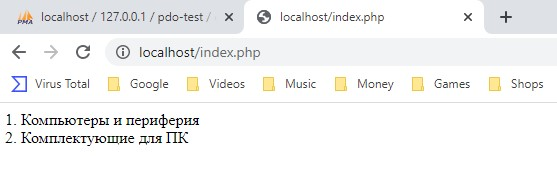 localhost / 127.0.0.1 / pdo-test /
localhost/index.php
localhost/index.php
Virus Total Google Videos Music Money Games Shops
1. Компьютеры и периферия
2. Комплектующие для ПК